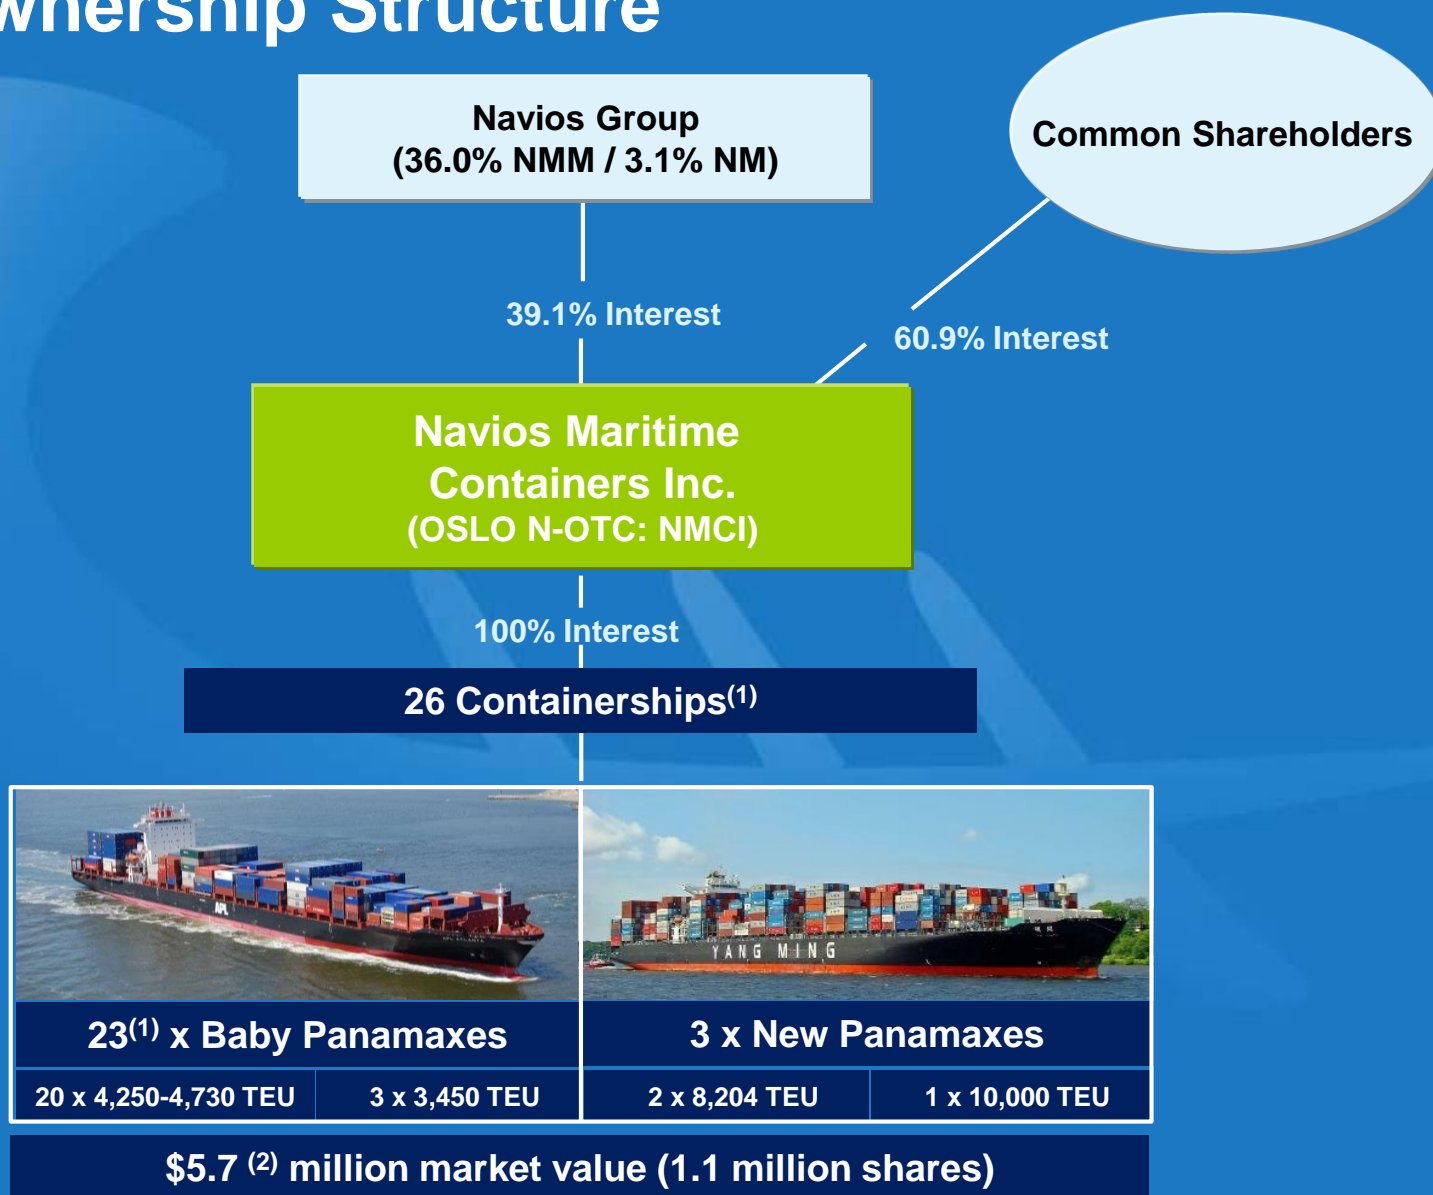 wnership Structure
Navios Group
(36.0% NMM / 3.1% NM)
Common Shareholders
39.1% Interest
60.9% Interest
Navios Maritime
Containers Inc.
(OSLO N-OTC: NMCI)
100% Interest
26 Containerships(1)
APL
YANG MING
23(1) x Baby Panamaxes
3 x New Panamaxes
20 x 4,250-4,730 TEU
3 x 3,450 TEU
2 x 8,204 TEU
1 x 10,000 TEU
$5.7 (2) million market value (1.1 million shares)